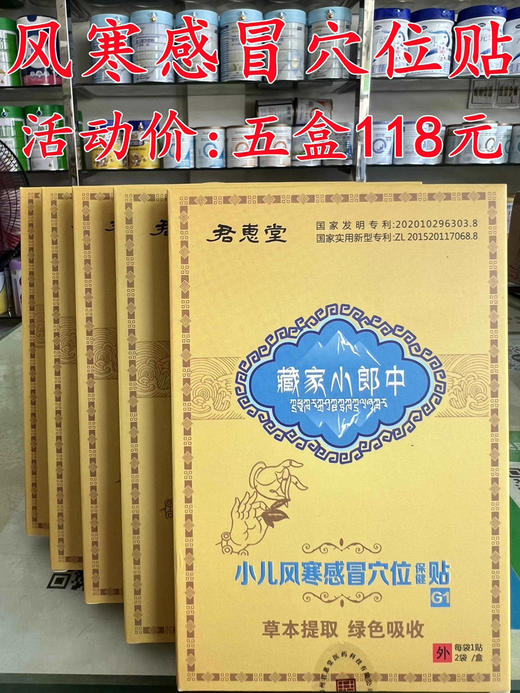 风寒感冒穴位贴
活动价:五盒118元
君惠堂
国家发明专利:202010296303.8
国家实用新型专利:ZL 201520117068.8
藏家小郎中
小儿风寒感冒穴位保健贴
G1
草本提取 绿色吸收
外
每袋1贴
2袋 /盒